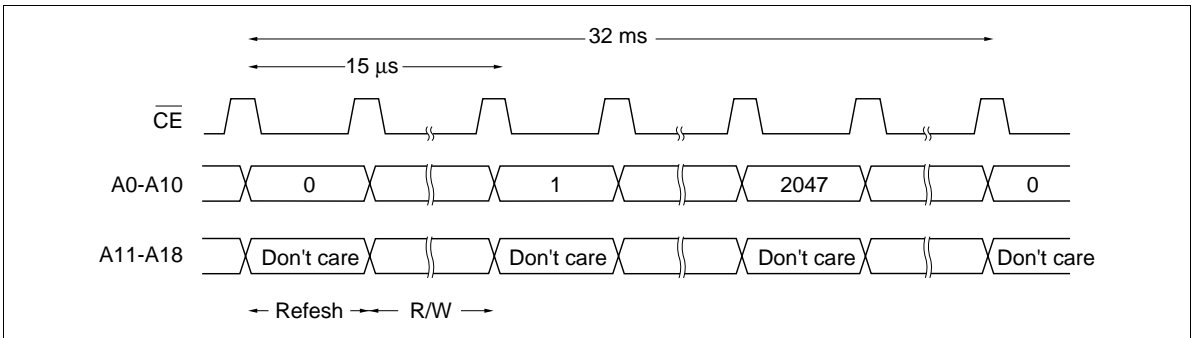 32 ms
15 μs
CE
A0-A10 0 1 2047 0
A11-A18 Don't care Don't care Don't care Don't care
Refesh R/W